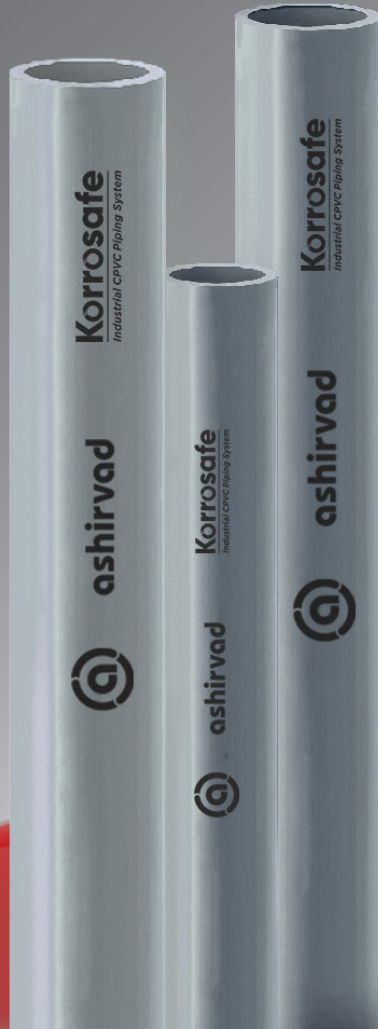 Korrosafe
Industrial CPVC Piping System
ashirvad
Korrosafe
Industrial CPVC Piping System
ashirvad
Korrosafe
Industrial CPVC Piping System
ashirvad